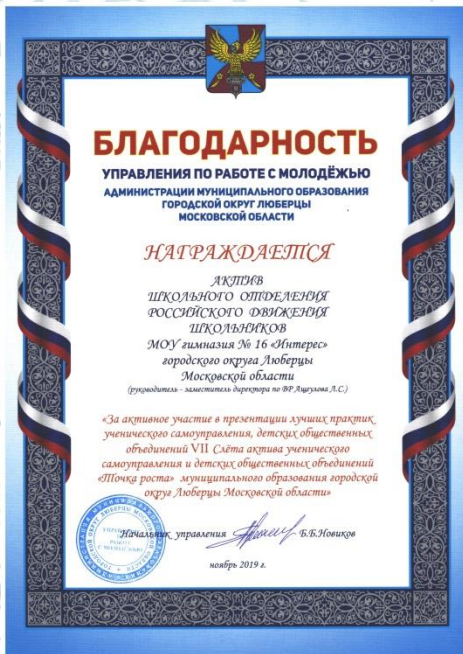 БЛАГОДАРНОСТЬ
УПРАВЛЕНИЯ ПО РАБОТЕ С МОЛОДЁЖЬЮ
АДМИНИСТРАЦИИ МУНИЦИПАЛЬНОГО ОБРАЗОВАНИЯ
ГОРОДСКОЙ ОКРУГ ЛЮБЕРЦЫ
МОСКОВСКОЙ ОБЛАСТИ
НАГРАЖДАЕТСЯ
АКТИВ
ШКОЛЬНОГО ОТДЕЛЕНИЯ
РОССИЙСКОГО ДВИЖЕНИЯ
ШКОЛЬНИКОВ
МОУ гимназия № 16 «Интерес»
городского округа Люберцы
Московской области
(руководитель - заместитель директора по ВР Ащеулова Л.С.)
«За активное участие в презентации лучших практик
ученического самоуправления, детских общественных
объединений VII Слёта актива ученического
самоуправления и детских общественных объединений
«Точка роста» муниципального образования городской
округ Люберцы Московской области»
Начальник управления Б.Б.Новиков
ноябрь 2019 г.